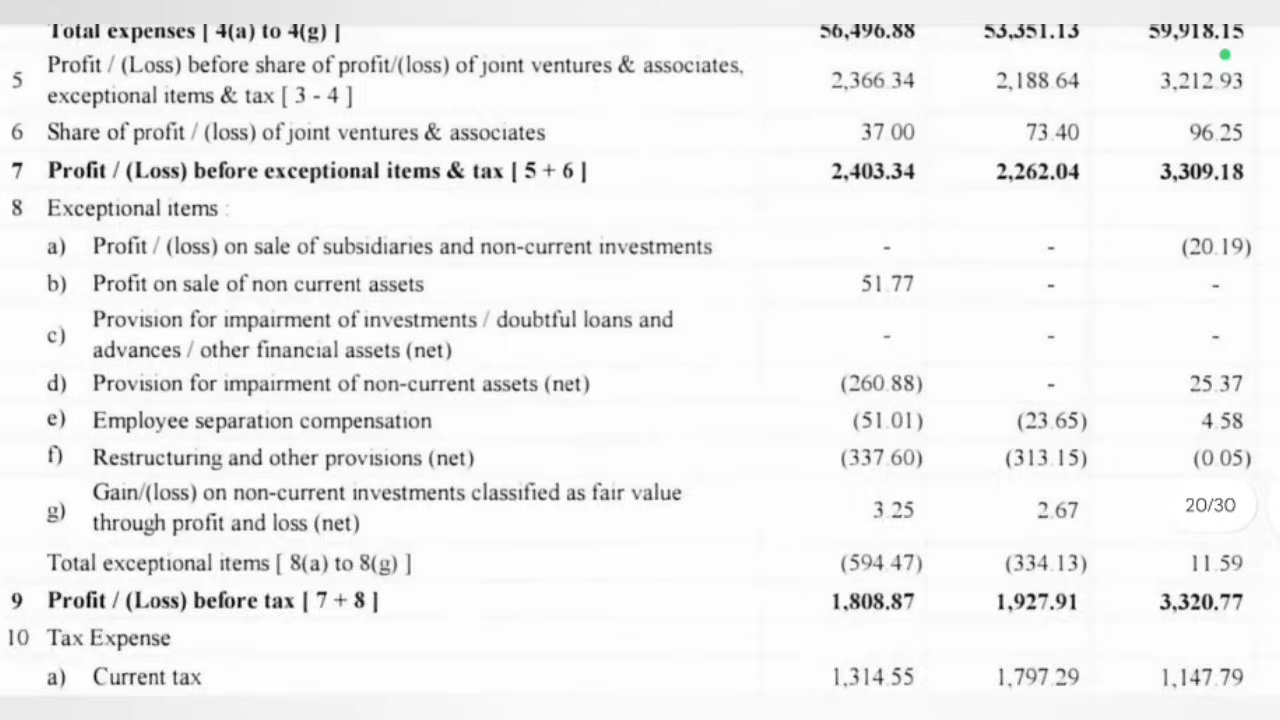 Total expenses [ 4(a) to 4(g) ] 56,496.88 53,351.13 59,918.15
Profit / (Loss) before share of profit/(loss) of joint ventures & associates,
5 2,366.34 2,188.64 3,212.93
exceptional items & tax [ 3 - 4 ]
6 Share of profit / (loss) of joint ventures & associates 37.00 73.40 96.25
7 Profit / (Loss) before exceptional items & tax [ 5 + 6 ] 2,403.34 2,262.04 3,309.18
8 Exceptional items :
a) Profit / (loss) on sale of subsidiaries and non-current investments - - (20.19)
b) Profit on sale of non current assets 51.77 - -
Provision for impairment of investments / doubtful loans and
c) - - -
advances / other financial assets (net)
d) Provision for impairment of non-current assets (net) (260.88) - 25.37
e) Employee separation compensation (51.01) (23.65) 4.58
f) Restructuring and other provisions (net) (337.60) (313.15) (0.05)
Gain/(loss) on non-current investments classified as fair value
g) 3.25 2.67 20/30
through profit and loss (net)
Total exceptional items [ 8(a) to 8(g) ] (594.47) (334.13) 11.59
9 Profit / (Loss) before tax [ 7 + 8 ] 1,808.87 1,927.91 3,320.77
10 Tax Expense
a) Current tax 1,314.55 1,797.29 1,147.79